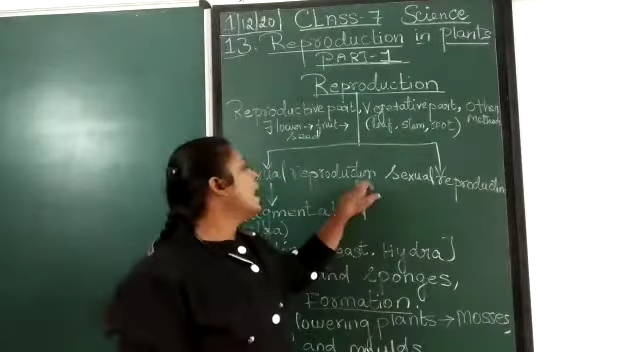 1/12/20 CLASS-7 Science
13. Reproduction in plants
PART-1
Reproduction
Reproductive part, Vegetative part, Other
Flower → fruit → (leaf, stem, root) Methods
seed
reproduction sexual reproduction
Hydra]
and sponges,
Formation.
plants → Mosses
and moulds